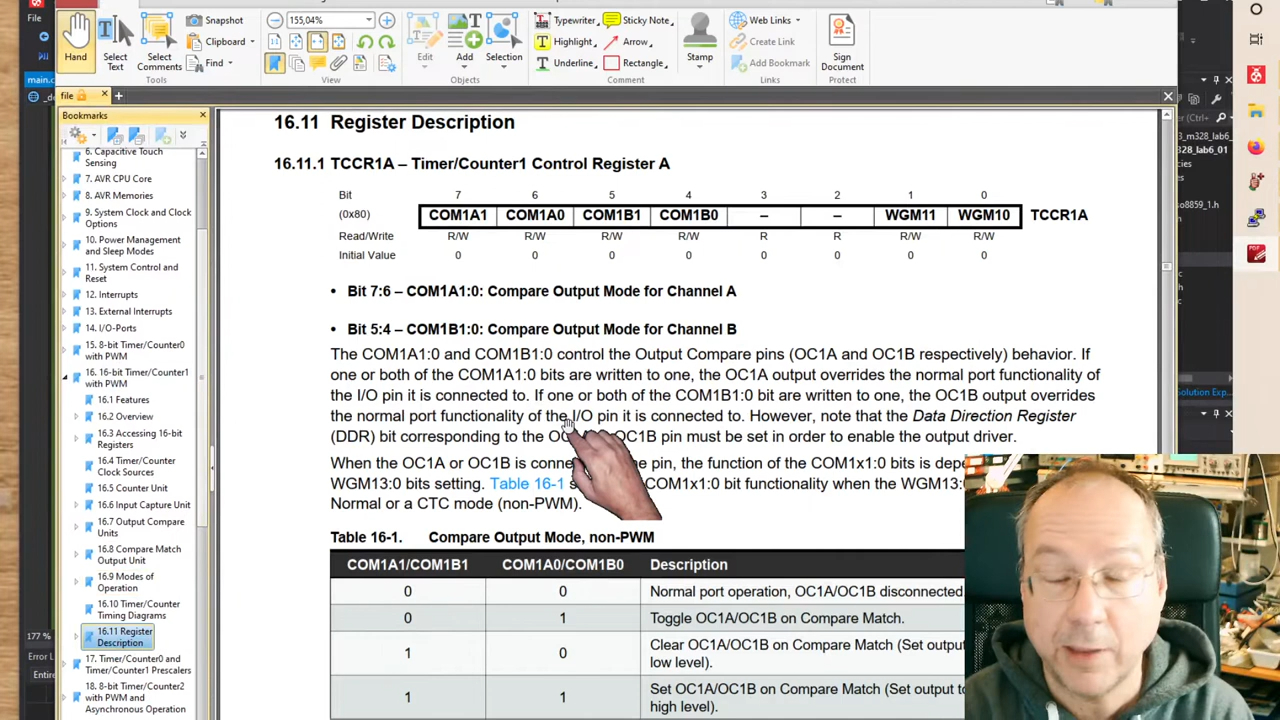 File
155,04%
Snapshot
Clipboard
Find
Hand
Select Text
Select Comments
Tools
View
Edit
Add
Selection
Objects
Typewriter
Sticky Note
Highlight
Arrow
Underline
Rectangle
Comment
Stamp
Web Links
Create Link
Add Bookmark
Links
Sign Document
Protect
main.c
file
Bookmarks
6. Capacitive Touch
Sensing
7. AVR CPU Core
8. AVR Memories
9. System Clock and Clock
Options
10. Power Management
and Sleep Modes
11. System Control and
Reset
12. Interrupts
13. External Interrupts
14. I/O-Ports
15. 8-bit Timer/Counter0
with PWM
16. 16-bit Timer/Counter1
with PWM
16.1 Features
16.2 Overview
16.3 Accessing 16-bit
Registers
16.4 Timer/Counter
Clock Sources
16.5 Counter Unit
16.6 Input Capture Unit
16.7 Output Compare
Units
16.8 Compare Match
Output Unit
16.9 Modes of
Operation
16.10 Timer/Counter
Timing Diagrams
16.11 Register
Description
17. Timer/Counter0 and
Timer/Counter1 Prescalers
18. 8-bit Timer/Counter2
with PWM and
Asynchronous Operation
177 %
Error L
Entire
16.11 Register Description
16.11.1 TCCR1A – Timer/Counter1 Control Register A
Bit 7 6 5 4 3 2 1 0
(0x80) COM1A1 COM1A0 COM1B1 COM1B0 – – WGM11 WGM10 TCCR1A
Read/Write R/W R/W R/W R/W R R R/W R/W
Initial Value 0 0 0 0 0 0 0 0
• Bit 7:6 – COM1A1:0: Compare Output Mode for Channel A
• Bit 5:4 – COM1B1:0: Compare Output Mode for Channel B
The COM1A1:0 and COM1B1:0 control the Output Compare pins (OC1A and OC1B respectively) behavior. If
one or both of the COM1A1:0 bits are written to one, the OC1A output overrides the normal port functionality of
the I/O pin it is connected to. If one or both of the COM1B1:0 bit are written to one, the OC1B output overrides
the normal port functionality of the I/O pin it is connected to. However, note that the Data Direction Register
(DDR) bit corresponding to the OC1B pin must be set in order to enable the output driver.
When the OC1A or OC1B is conne pin, the function of the COM1x1:0 bits is depe
WGM13:0 bits setting. Table 16-1 s COM1x1:0 bit functionality when the WGM13:
Normal or a CTC mode (non-PWM).
Table 16-1. Compare Output Mode, non-PWM
COM1A1/COM1B1 COM1A0/COM1B0 Description
0 0 Normal port operation, OC1A/OC1B disconnected.
0 1 Toggle OC1A/OC1B on Compare Match.
1 0 Clear OC1A/OC1B on Compare Match (Set output
low level).
1 1 Set OC1A/OC1B on Compare Match (Set output to
high level).
(Ctrl+)
_m328_lab6_
328_lab6_01
ncies
iles
so8859_1.h